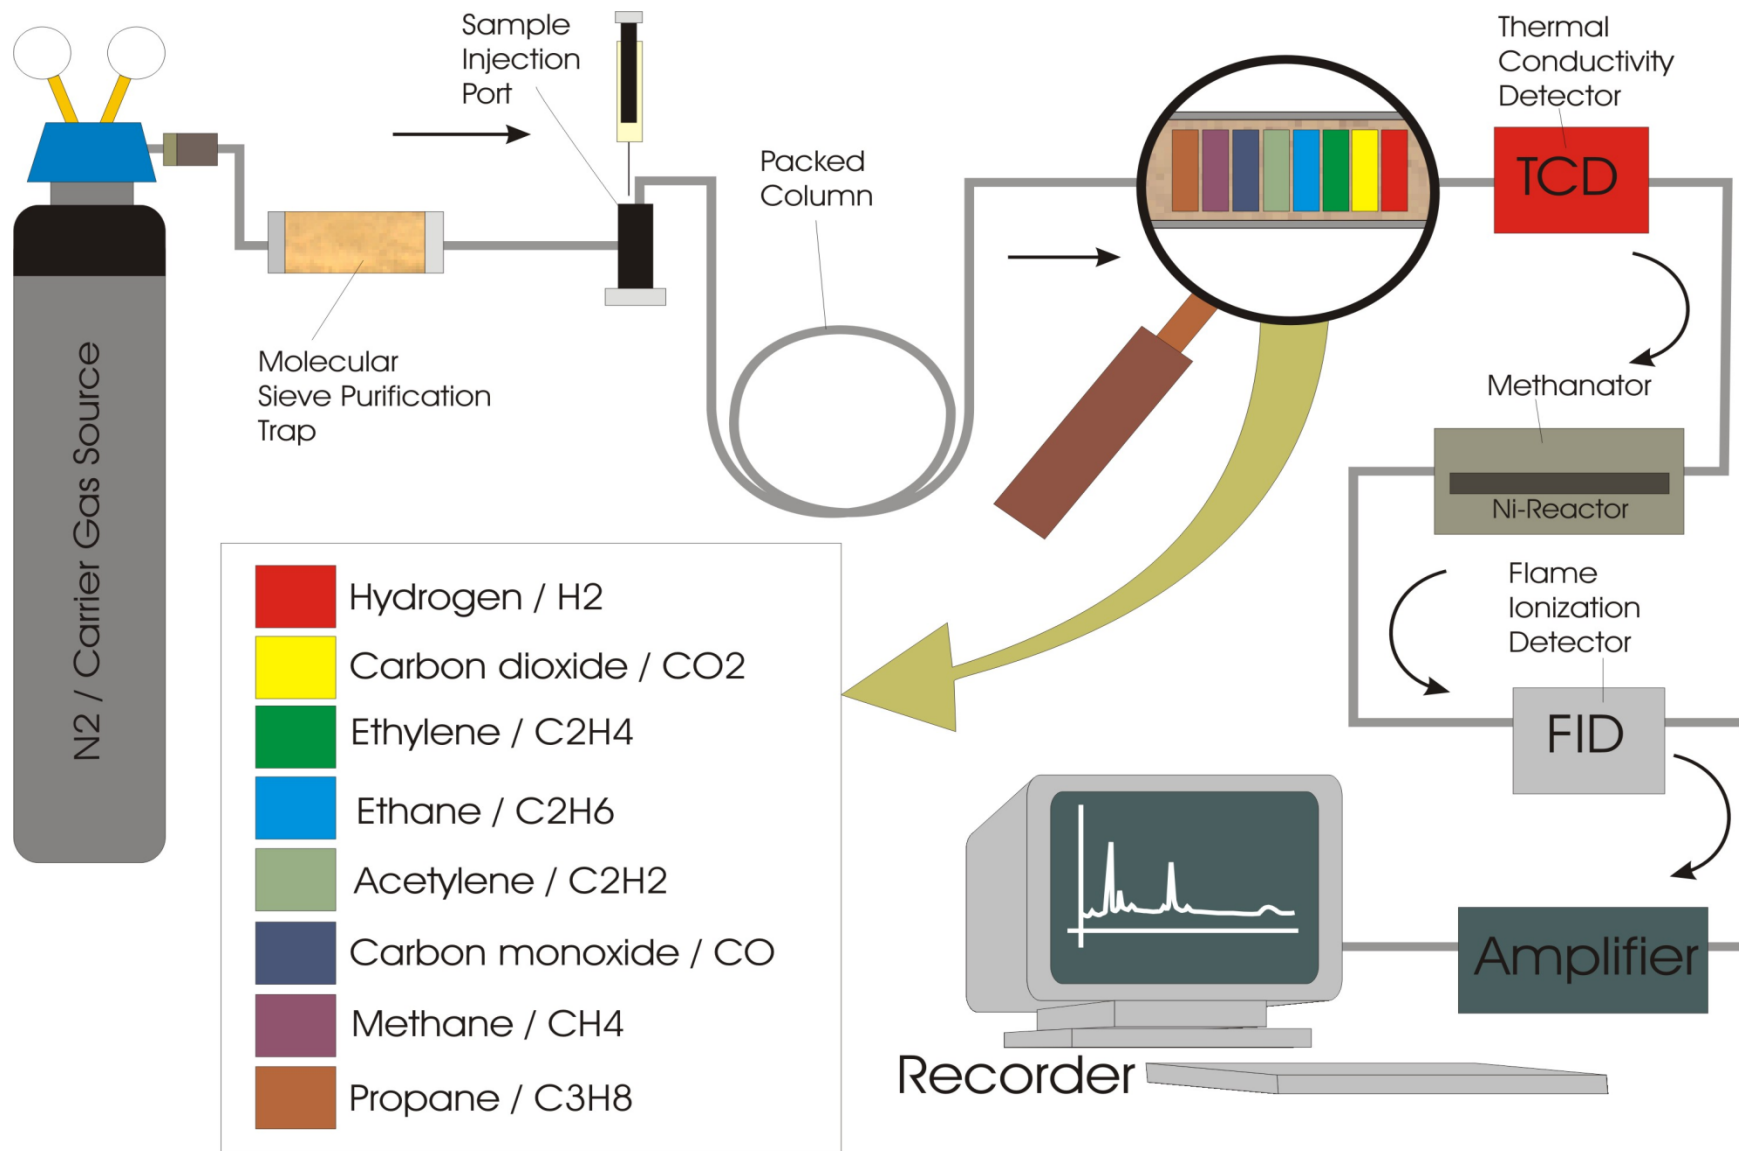 Sample
Injection
Port
Thermal
Conductivity
Detector
TCD
Packed
Column
N2 / Carrier Gas Source
Molecular
Sieve Purification
Trap
Methanator
Ni-Reactor
Flame
Ionization
Detector
FID
Hydrogen / H2
Carbon dioxide / CO2
Ethylene / C2H4
Ethane / C2H6
Acetylene / C2H2
Carbon monoxide / CO
Methane / CH4
Propane / C3H8
Amplifier
Recorder